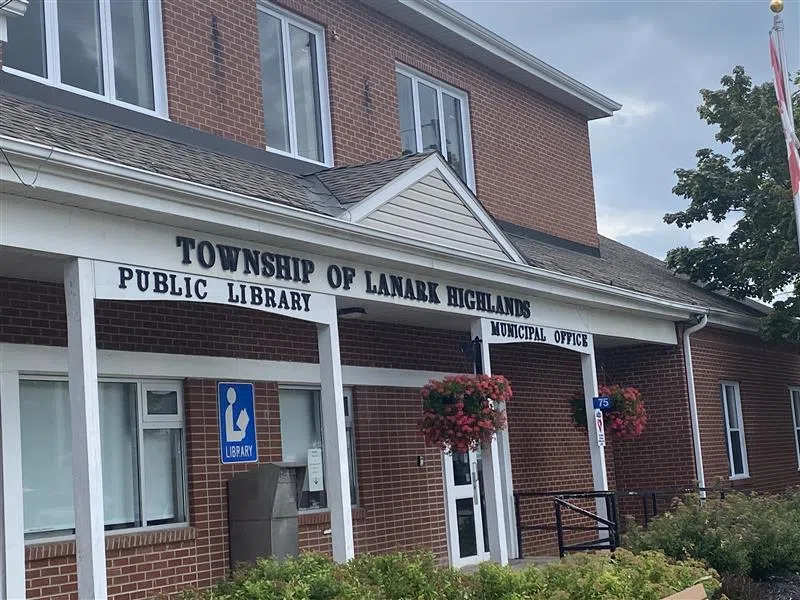 TOWNSHIP OF LANARK HIGHLANDS
PUBLIC LIBRARY
MUNICIPAL OFFICE
75
LIBRARY